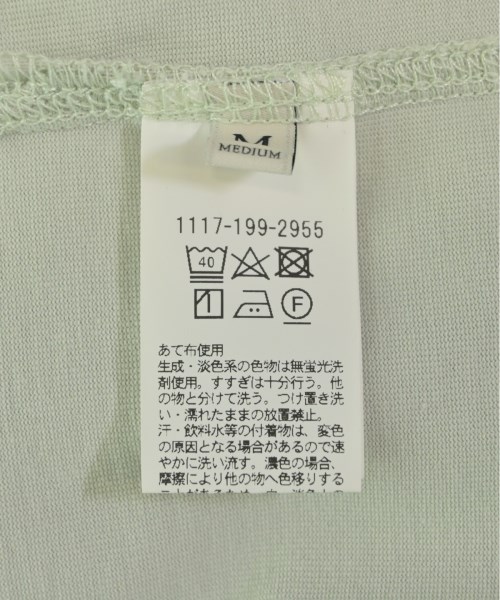 M
MEDIUM
1117-199-2955
40
F
あて布使用
生成・淡色系の色物は無蛍光洗
剤使用。すすぎは十分行う。他
の物と分けて洗う。つけ置き洗
い・濡れたままの放置禁止。
汗・飲料水等の付着物は、変色
の原因となる場合があるので速
やかに洗い流す。濃色の場合、
摩擦により他の物へ色移りする